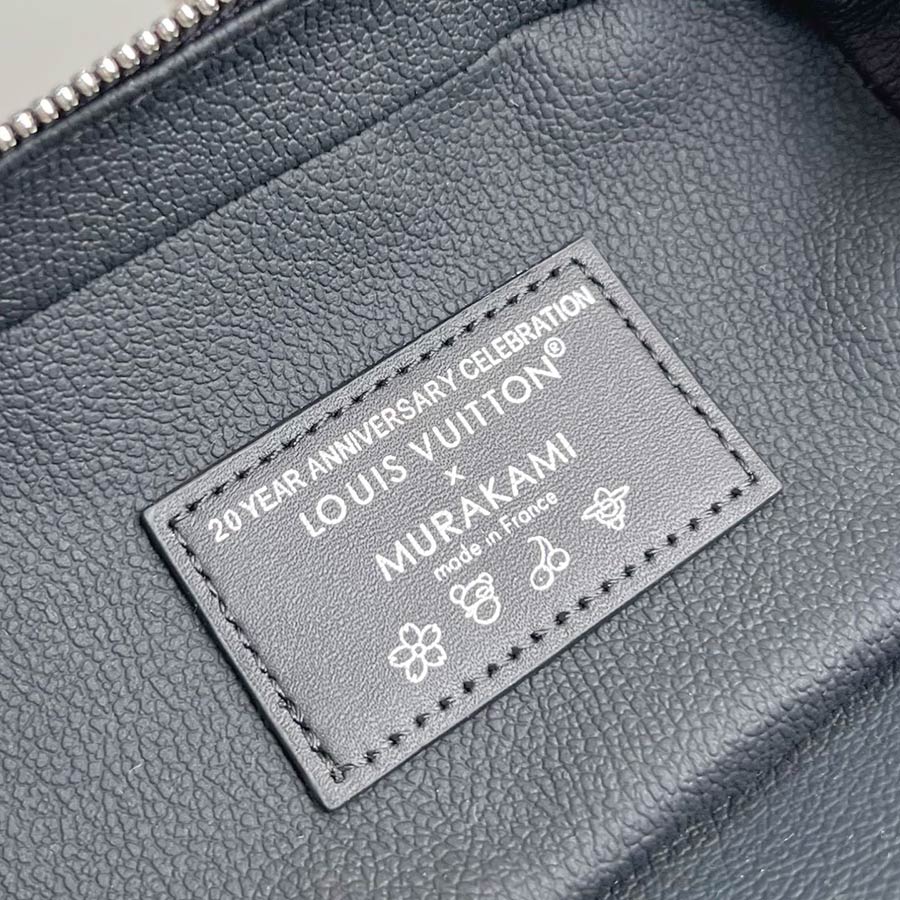 20 YEAR ANNIVERSARY CELEBRATION
LOUIS VUITTON®
x
MURAKAMI
made in France